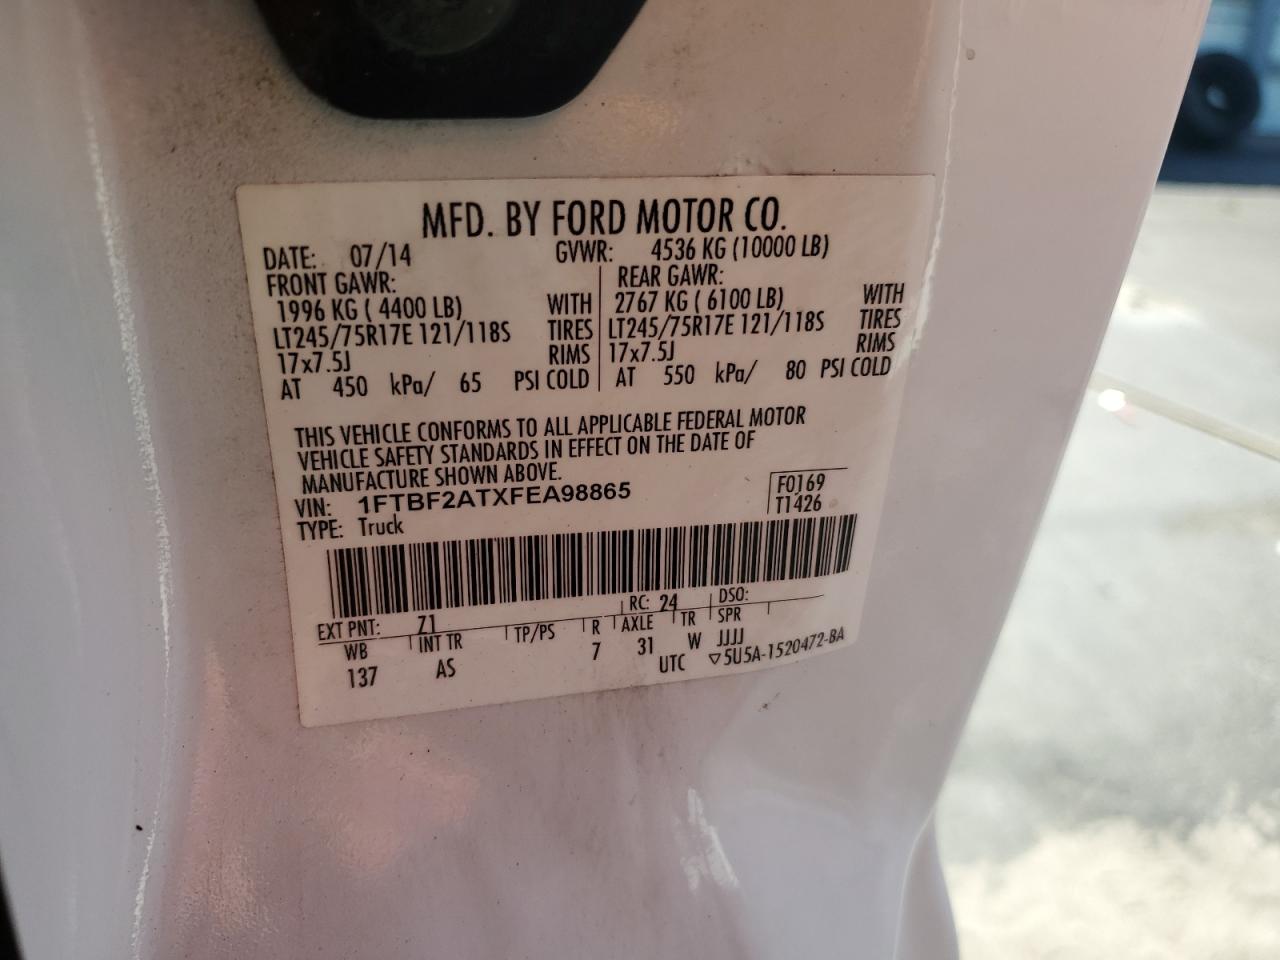 MFD. BY FORD MOTOR CO.
DATE: 07/14 GVWR: 4536 KG (10000 LB)
FRONT GAWR: REAR GAWR:
1996 KG ( 4400 LB) WITH 2767 KG ( 6100 LB) WITH
LT245/75R17E 121/118S TIRES LT245/75R17E 121/118S TIRES
17x7.5J RIMS 17x7.5J RIMS
AT 450 kPa/ 65 PSI COLD AT 550 kPa/ 80 PSI COLD
THIS VEHICLE CONFORMS TO ALL APPLICABLE FEDERAL MOTOR
VEHICLE SAFETY STANDARDS IN EFFECT ON THE DATE OF
MANUFACTURE SHOWN ABOVE.
VIN: 1FTBF2ATXFEA98865 F0169
TYPE: Truck T1426
EXT PNT: Z1 RC: 24 DSO:
WB INT TR TP/PS R AXLE TR SPR
137 AS 7 31 W JJJJ
UTC ▽5U5A-1520472-BA